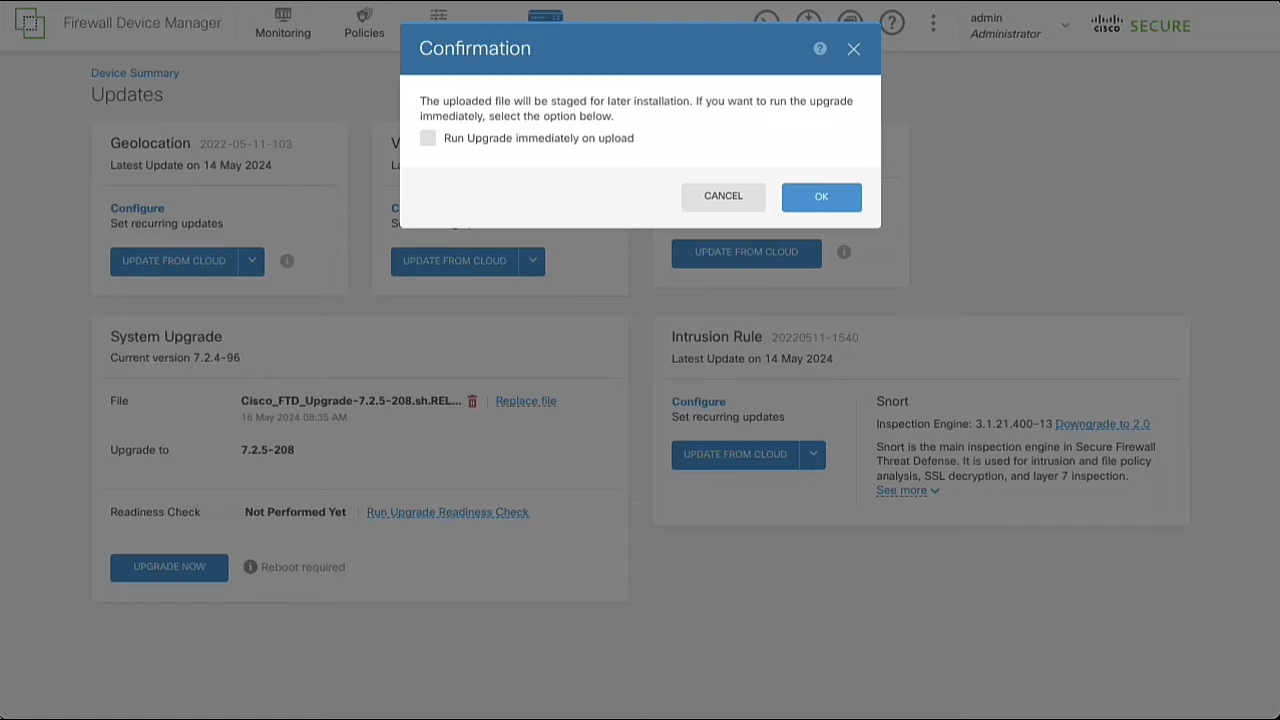 Firewall Device Manager
Monitoring
Policies
admin
Administrator
cisco SECURE
Confirmation
The uploaded file will be staged for later installation. If you want to run the upgrade
immediately, select the option below.
Run Upgrade immediately on upload
CANCEL
OK
Device Summary
Updates
Geolocation 2022-05-11-103
Latest Update on 14 May 2024
Configure
Set recurring updates
UPDATE FROM CLOUD
UPDATE FROM CLOUD
UPDATE FROM CLOUD
System Upgrade
Current version 7.2.4-96
File
Cisco_FTD_Upgrade-7.2.5-208.sh.REL...
Replace file
16 May 2024 08:35 AM
Upgrade to
7.2.5-208
Readiness Check
Not Performed Yet
Run Upgrade Readiness Check
UPGRADE NOW
Reboot required
Intrusion Rule 20220511-1540
Latest Update on 14 May 2024
Configure
Set recurring updates
UPDATE FROM CLOUD
Snort
Inspection Engine: 3.1.21.400-13 Downgrade to 2.0
Snort is the main inspection engine in Secure Firewall
Threat Defense. It is used for intrusion and file policy
analysis, SSL decryption, and layer 7 inspection.
See more